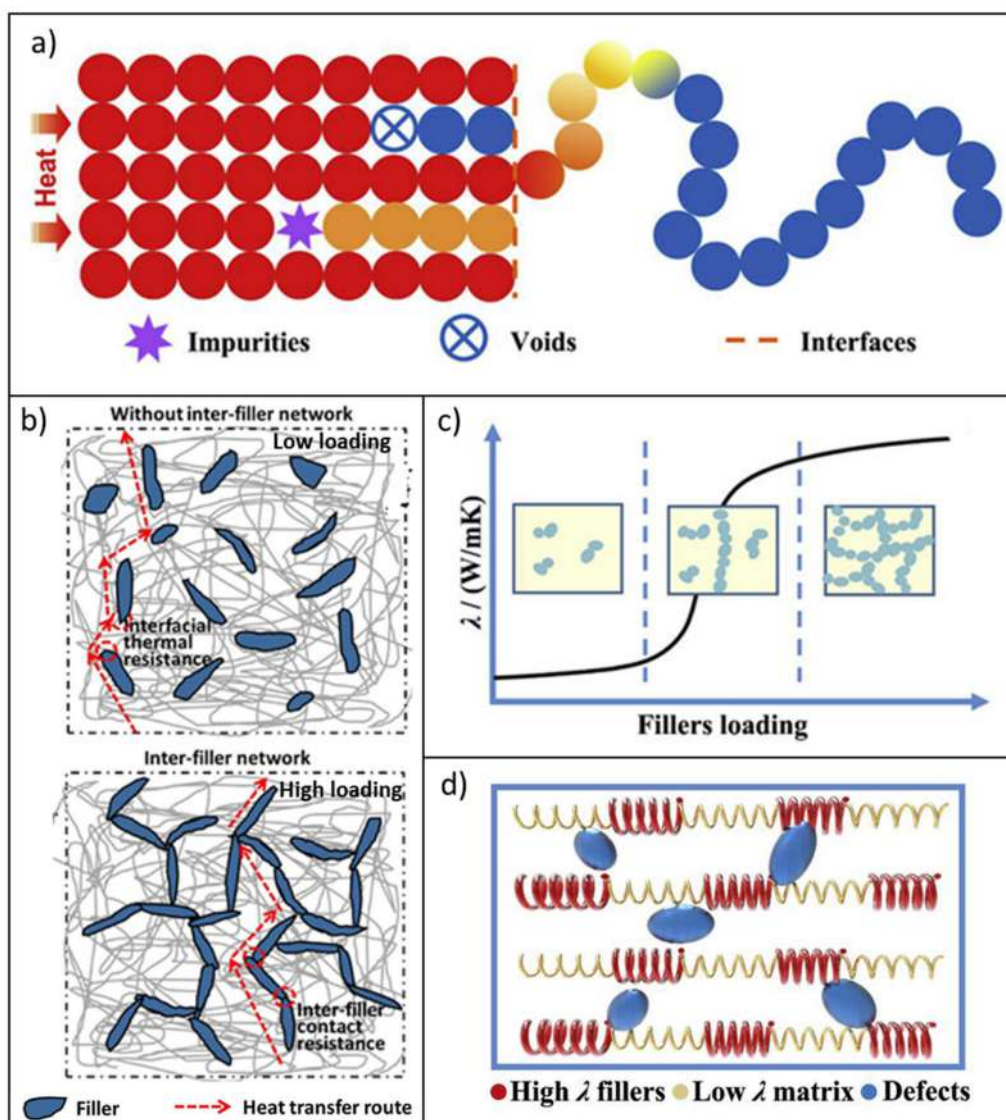 a)
Heat
Impurities
Voids
Interfaces
b)
Without inter-filler network
Low loading
Interfacial
thermal
resistance
Inter-filler network
High loading
Inter-filler
contact
resistance
Filler
Heat transfer route
c)
λ / (W/mK)
Fillers loading
d)
High λ fillers
Low λ matrix
Defects